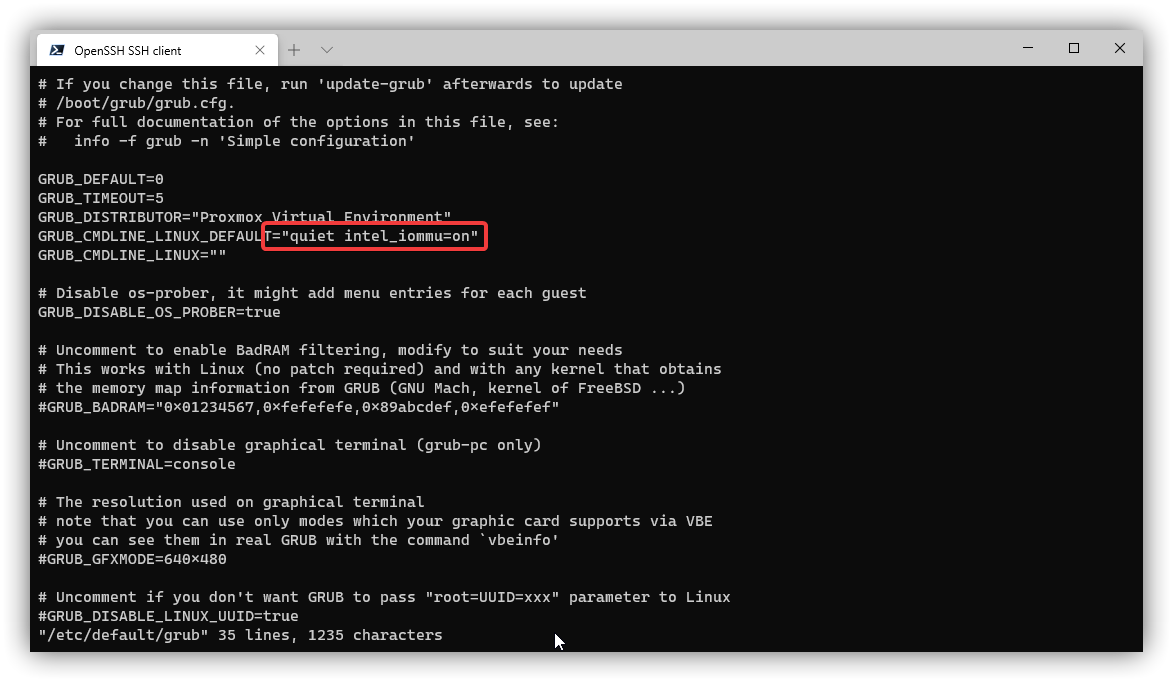 OpenSSH SSH client
# If you change this file, run 'update-grub' afterwards to update
# /boot/grub/grub.cfg.
# For full documentation of the options in this file, see:
#   info -f grub -n 'Simple configuration'

GRUB_DEFAULT=0
GRUB_TIMEOUT=5
GRUB_DISTRIBUTOR="Proxmox Virtual Environment"
GRUB_CMDLINE_LINUX_DEFAULT="quiet intel_iommu=on"
GRUB_CMDLINE_LINUX=""

# Disable os-prober, it might add menu entries for each guest
GRUB_DISABLE_OS_PROBER=true

# Uncomment to enable BadRAM filtering, modify to suit your needs
# This works with Linux (no patch required) and with any kernel that obtains
# the memory map information from GRUB (GNU Mach, kernel of FreeBSD ...)
#GRUB_BADRAM="0×01234567,0×fefefefe,0×89abcdef,0×efefefef"

# Uncomment to disable graphical terminal (grub-pc only)
#GRUB_TERMINAL=console

# The resolution used on graphical terminal
# note that you can use only modes which your graphic card supports via VBE
# you can see them in real GRUB with the command `vbeinfo'
#GRUB_GFXMODE=640×480

# Uncomment if you don't want GRUB to pass "root=UUID=xxx" parameter to Linux
#GRUB_DISABLE_LINUX_UUID=true
"/etc/default/grub" 35 lines, 1235 characters